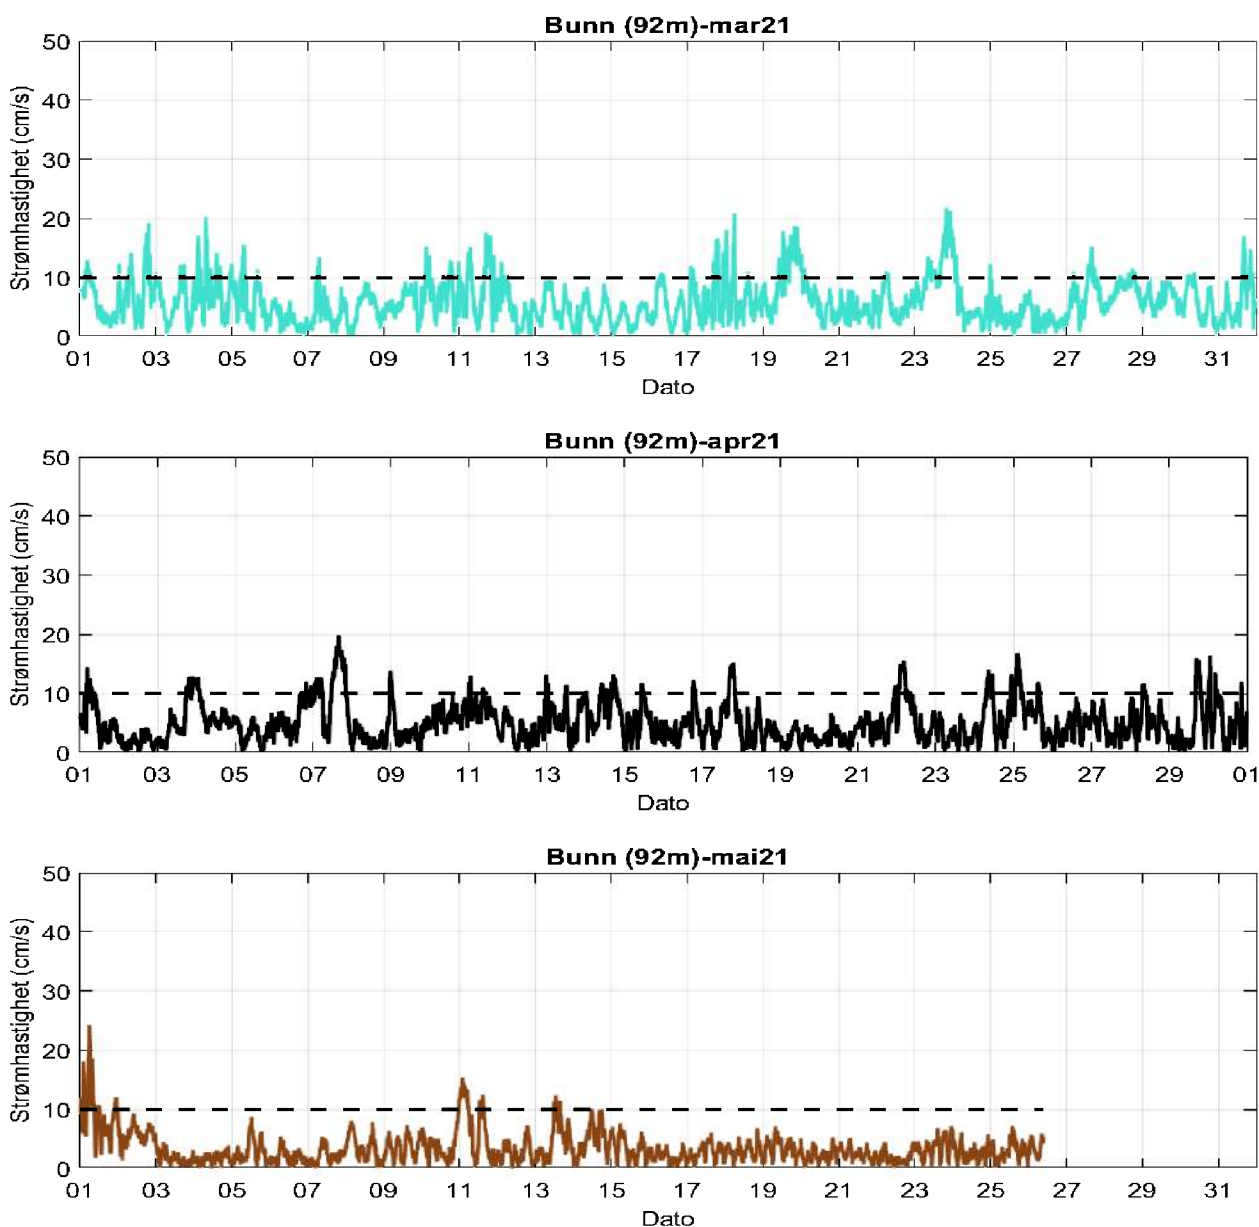 Bunn (92m)-mar21
50
40
30
20
10
0
Strømhastighet (cm/s)
01 03 05 07 09 11 13 15 17 19 21 23 25 27 29 31
Dato
Bunn (92m)-apr21
50
40
30
20
10
0
Strømhastighet (cm/s)
01 03 05 07 09 11 13 15 17 19 21 23 25 27 29 01
Dato
Bunn (92m)-mai21
50
40
30
20
10
0
Strømhastighet (cm/s)
01 03 05 07 09 11 13 15 17 19 21 23 25 27 29 31
Dato